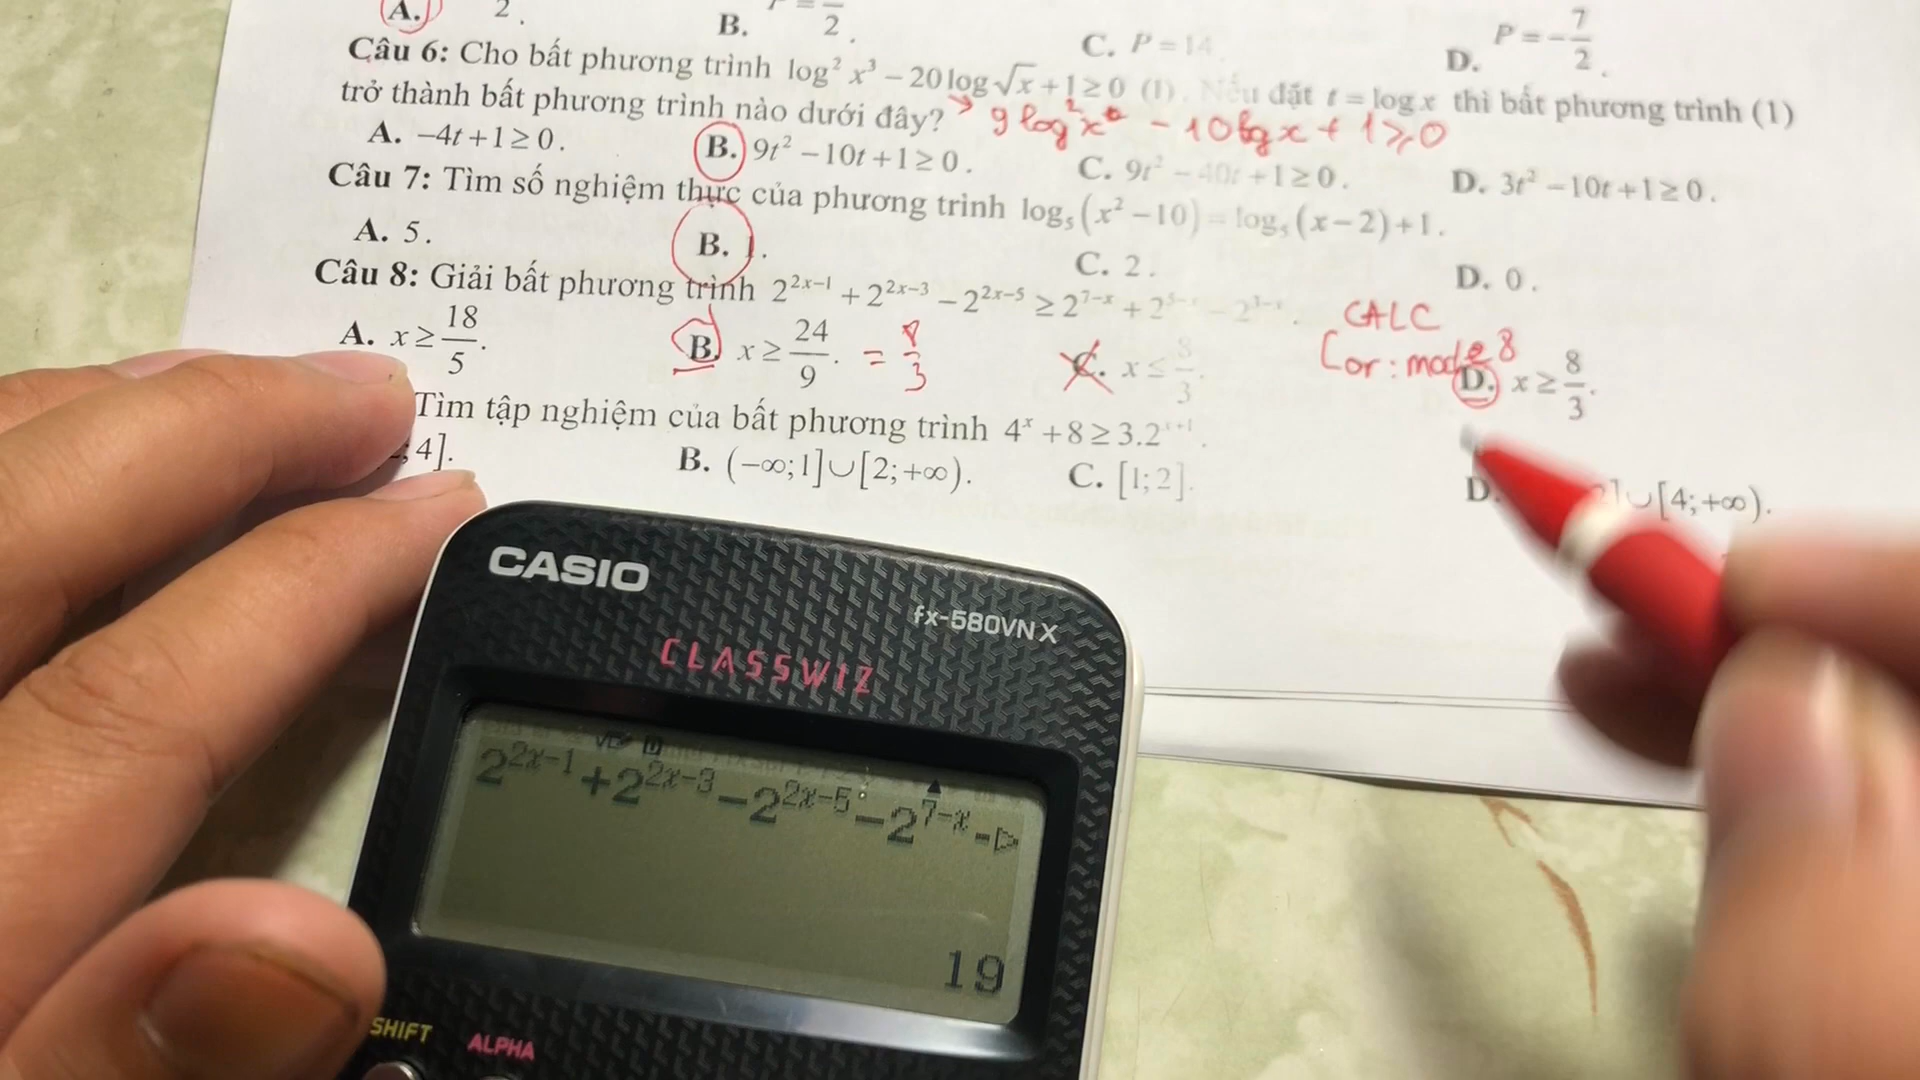 A. 2.
B. 2.
C. P = 14
D. P = -7/2.
Câu 6: Cho bất phương trình log² x³ − 20 log √x + 1 ≥ 0 (1). Nếu đặt t = log x thì bất phương trình (1)
trở thành bất phương trình nào dưới đây? → 9 log² x − 10 log x + 1 ≥ 0
A. −4t + 1 ≥ 0. B. 9t² − 10t + 1 ≥ 0. C. 9t² − 40t + 1 ≥ 0. D. 3t² − 10t + 1 ≥ 0.
Câu 7: Tìm số nghiệm thực của phương trình log₅(x² − 10) = log₅(x − 2) + 1.
A. 5. B. 1. C. 2. D. 0.
Câu 8: Giải bất phương trình 2^{2x−1} + 2^{2x−3} − 2^{2x−5} ≥ 2^{7−x} + 2^{5−x} − 2^{3−x}.
CALC
Cor: mode 8
A. x ≥ 18/5. B. x ≥ 24/9. = 8/3 C. x ≤ 8/3. D. x ≥ 8/3.
Tìm tập nghiệm của bất phương trình 4^x + 8 ≥ 3.2^{x+1}.
; 4]. B. (−∞; 1] ∪ [2; +∞). C. [1; 2]. D. 2] ∪ [4; +∞).
CASIO
fx-580VN X
CLASSWIZ
2^{2x−1}+2^{2x−3}−2^{2x−5}−2^{7−x}−▷
19
SHIFT
ALPHA